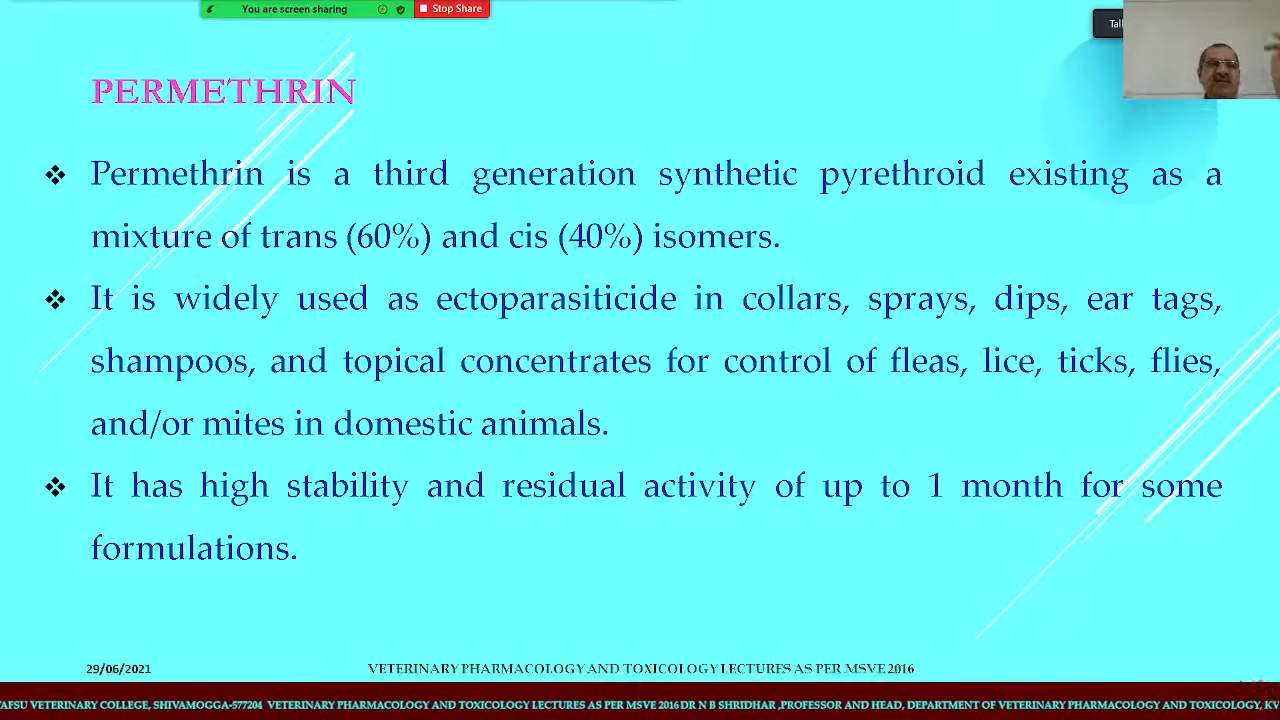 You are screen sharing
Stop Share
PERMETHRIN
❖ Permethrin is a third generation synthetic pyrethroid existing as a
mixture of trans (60%) and cis (40%) isomers.
❖ It is widely used as ectoparasiticide in collars, sprays, dips, ear tags,
shampoos, and topical concentrates for control of fleas, lice, ticks, flies,
and/or mites in domestic animals.
❖ It has high stability and residual activity of up to 1 month for some
formulations.
29/06/2021
VETERINARY PHARMACOLOGY AND TOXICOLOGY LECTURES AS PER MSVE 2016
VETERINARY COLLEGE, SHIVAMOGGA-577204 VETERINARY PHARMACOLOGY AND TOXICOLOGY LECTURES AS PER MSVE 2016 DR N B SHRIDHAR ,PROFESSOR AND HEAD, DEPARTMENT OF VETERINARY PHARMACOLOGY AND TOXICOLOGY,